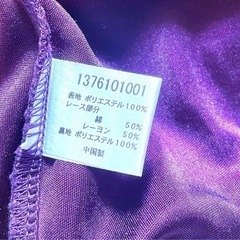 1376101001
表地 ポリエステル100%
レース部分
綿 50%
レーヨン 50%
裏地 ポリエステル100%
中国製